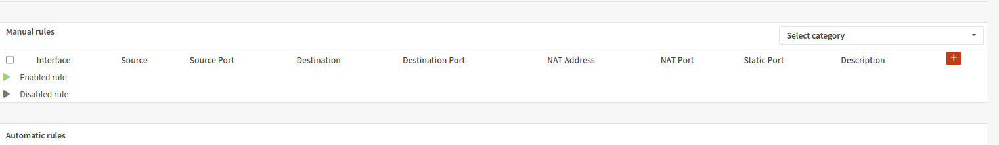 Manual rules
Select category
Interface Source Source Port Destination Destination Port NAT Address NAT Port Static Port Description +
Enabled rule
Disabled rule
Automatic rules